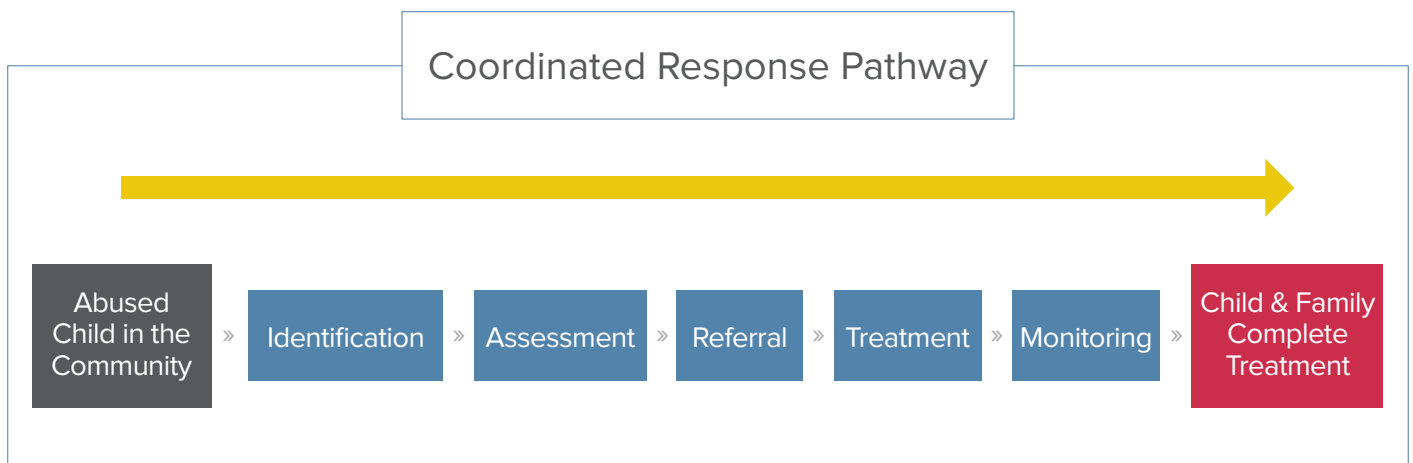 Coordinated Response Pathway
Abused
Child in the
Community
»
Identification
»
Assessment
»
Referral
»
Treatment
»
Monitoring
»
Child & Family
Complete
Treatment